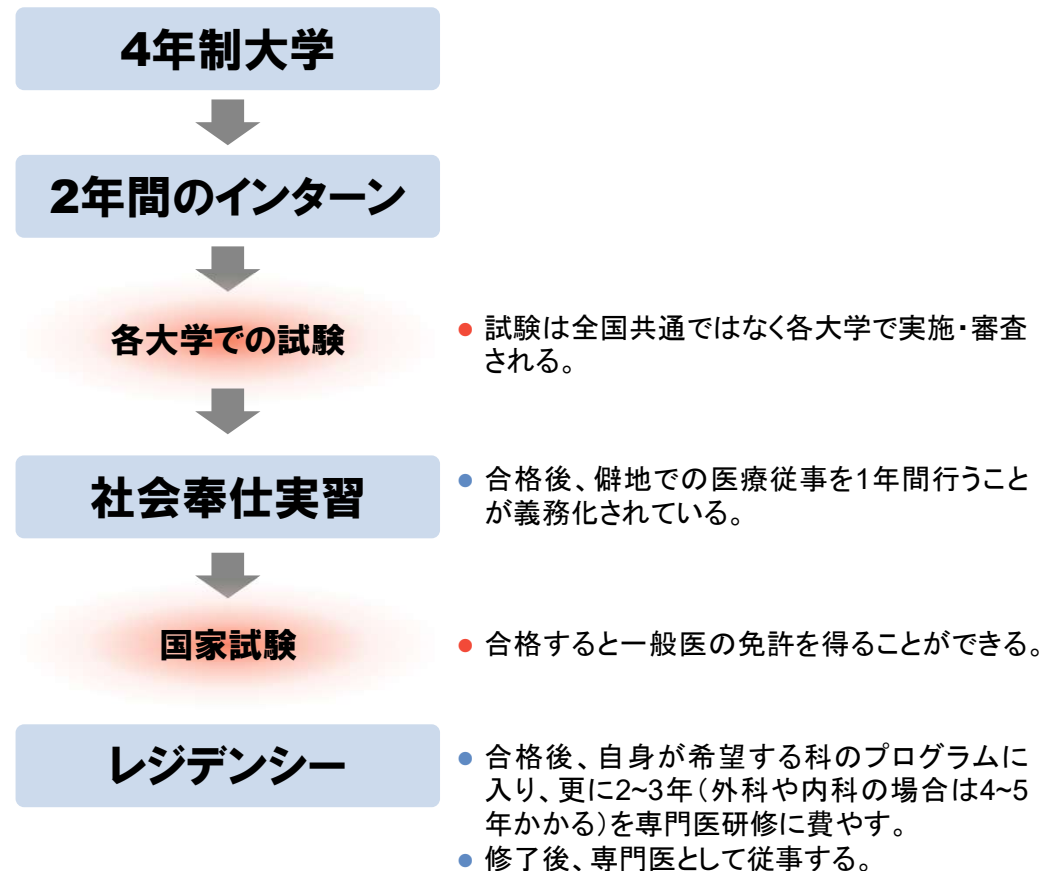 4年制大学
2年間のインターン
各大学での試験
● 試験は全国共通ではなく各大学で実施・審査
される。
社会奉仕実習
● 合格後、僻地での医療従事を1年間行うこと
が義務化されている。
国家試験
● 合格すると一般医の免許を得ることができる。
レジデンシー
● 合格後、自身が希望する科のプログラムに
入り、更に2~3年（外科や内科の場合は4~5
年かかる）を専門医研修に費やす。
● 修了後、専門医として従事する。